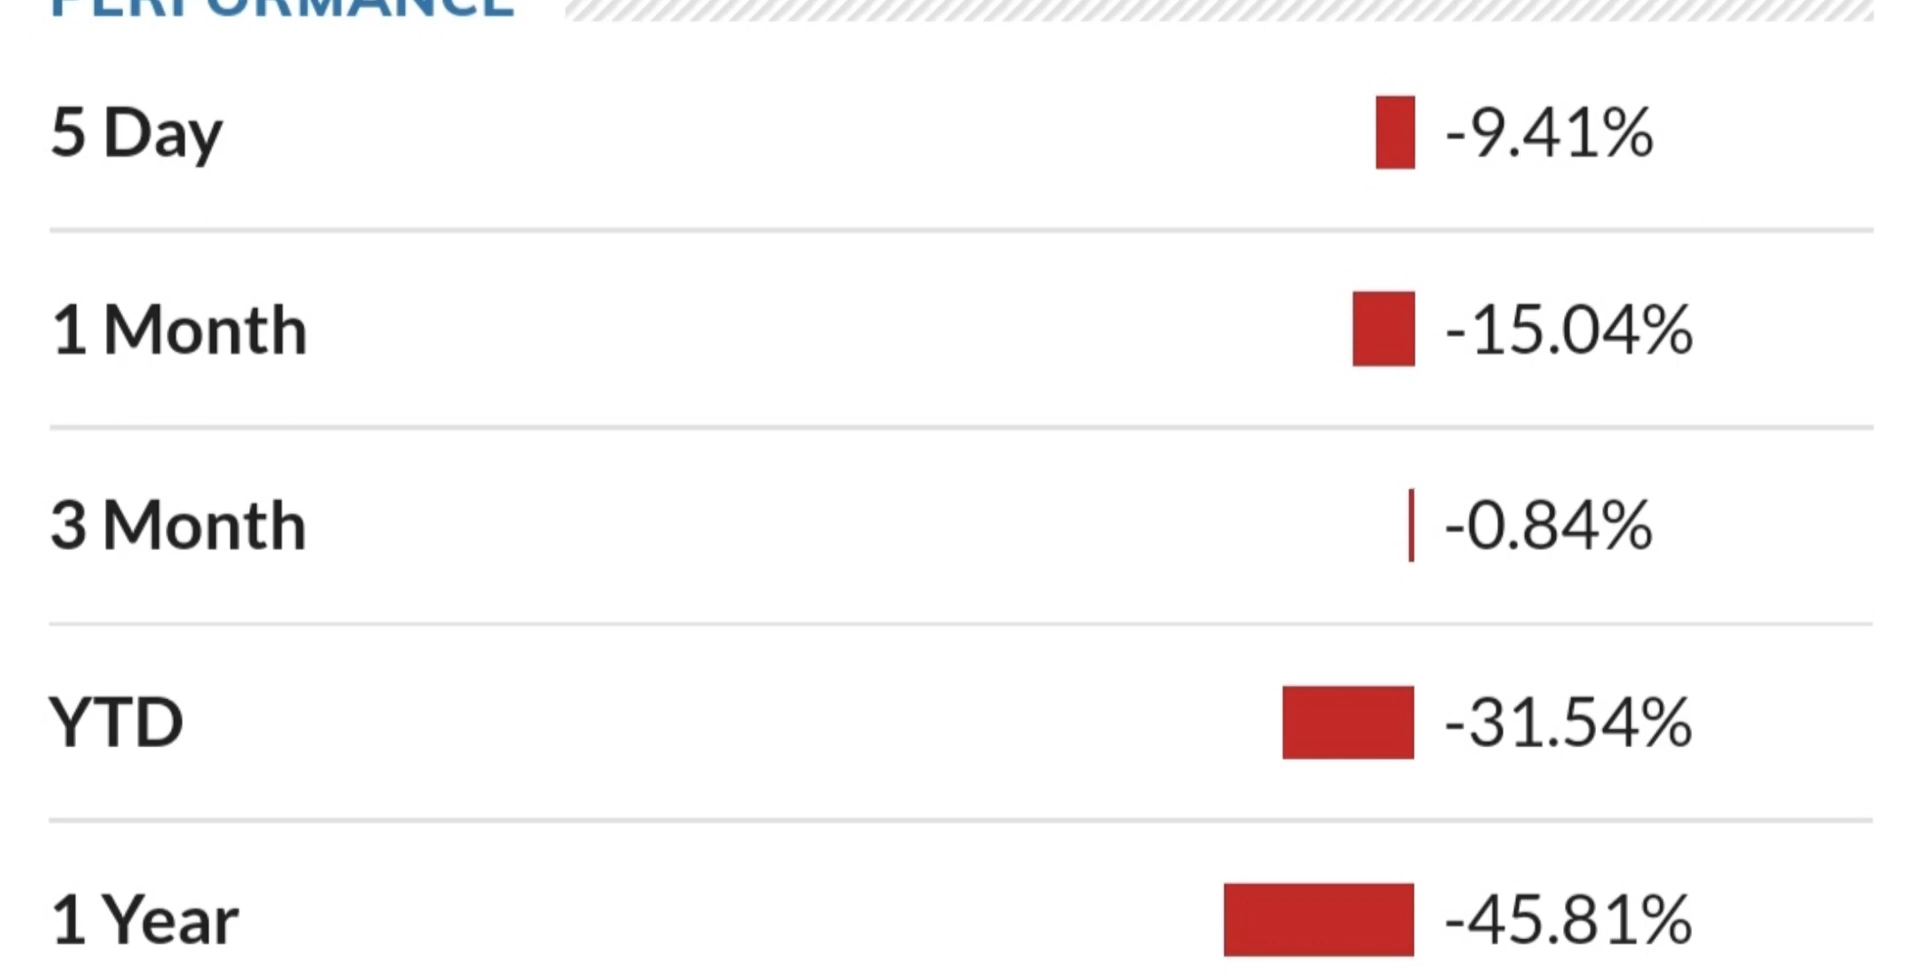 PERFORMANCE
5 Day -9.41%
1 Month -15.04%
3 Month -0.84%
YTD -31.54%
1 Year -45.81%